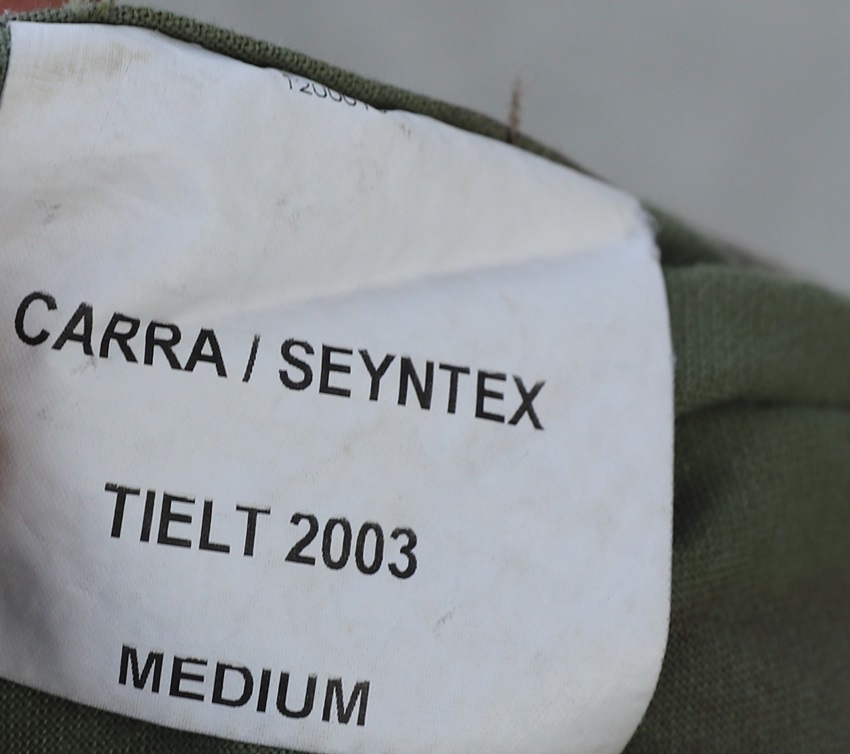 CARRA / SEYNTEX
TIELT 2003
MEDIUM